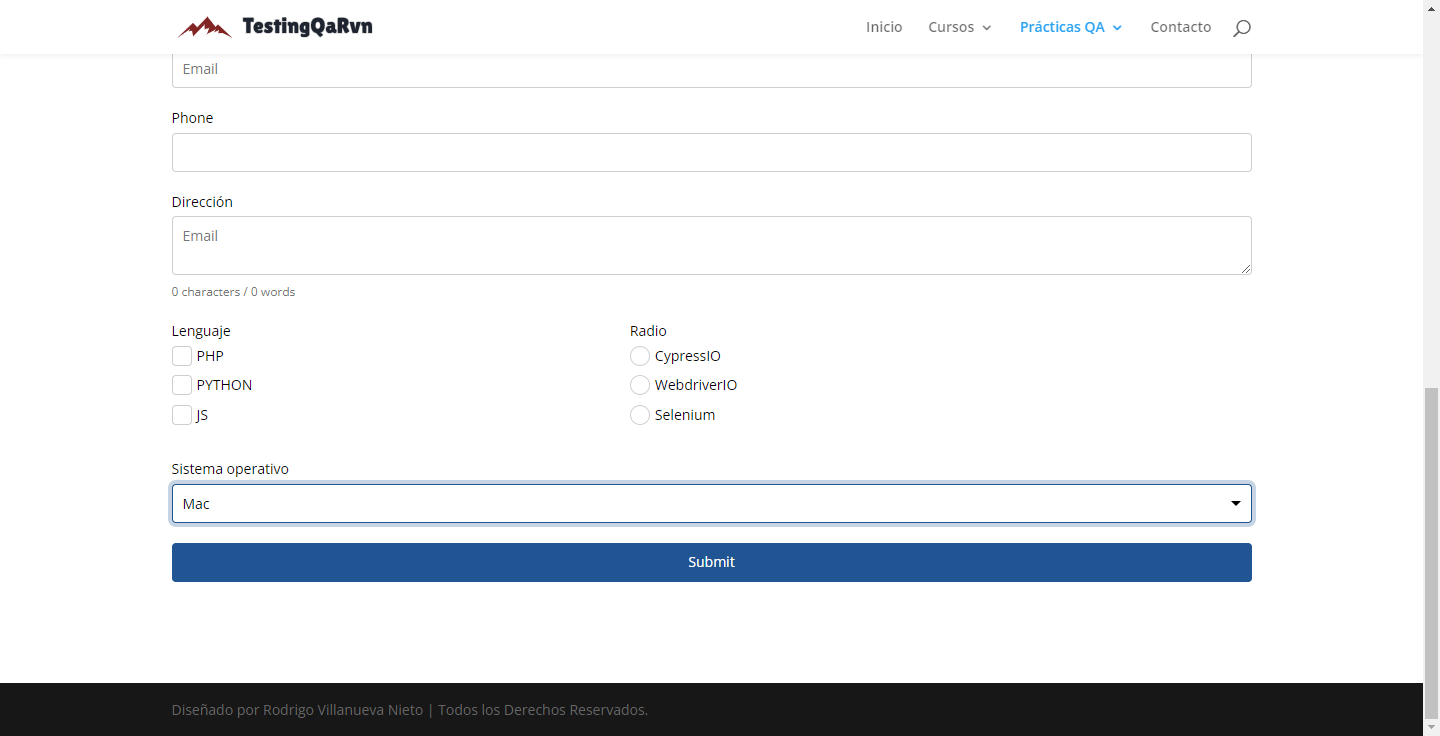 TestingQaRvn
Inicio
Cursos
Prácticas QA
Contacto
Email
Phone
Dirección
Email
0 characters / 0 words
Lenguaje
PHP
PYTHON
JS
Radio
CypressIO
WebdriverIO
Selenium
Sistema operativo
Mac
Submit
Diseñado por Rodrigo Villanueva Nieto | Todos los Derechos Reservados.